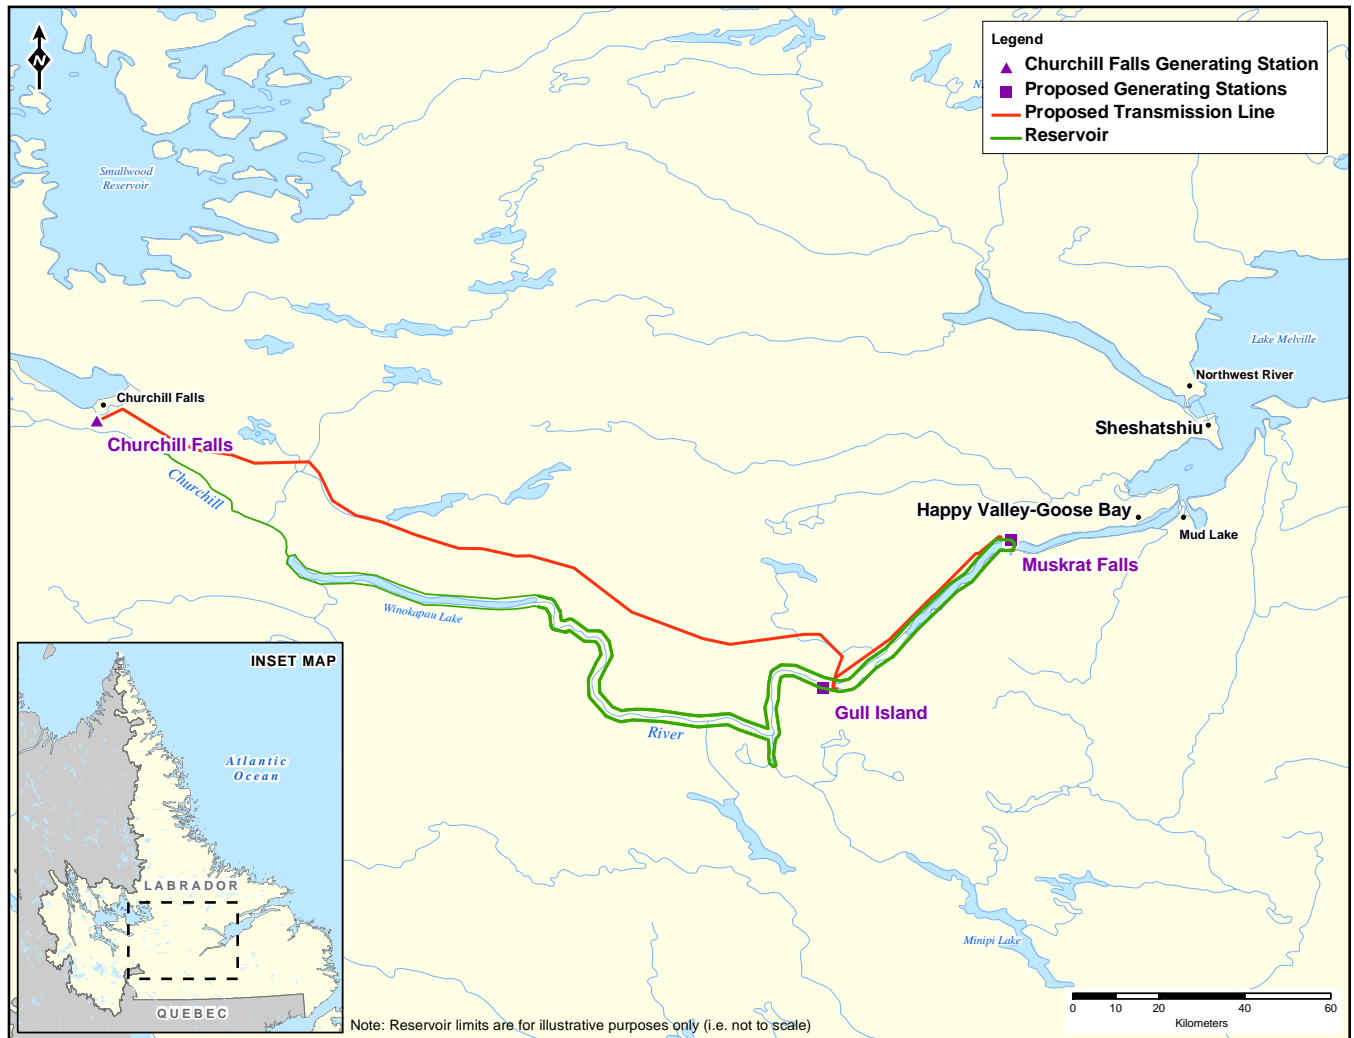 N
Legend
Churchill Falls Generating Station
Proposed Generating Stations
Proposed Transmission Line
Reservoir
N
Smallwood
Reservoir
Lake Melville
Northwest River
Churchill Falls
Sheshatshiu
Churchill Falls
Churchill
Happy Valley-Goose Bay
Mud Lake
Muskrat Falls
Winokapau Lake
Gull Island
River
INSET MAP
Atlantic
Ocean
LABRADOR
QUEBEC
Minipi Lake
0 10 20 40 60
Kilometers
Note: Reservoir limits are for illustrative purposes only (i.e. not to scale)